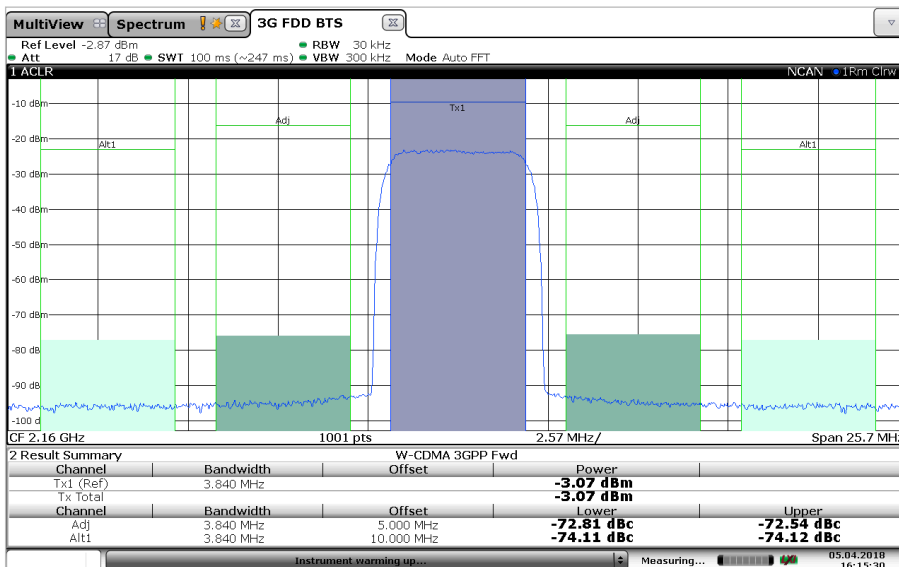 MultiView Spectrum ! 3G FDD BTS
Ref Level -2.87 dBm RBW 30 kHz
Att 17 dB SWT 100 ms (~247 ms) VBW 300 kHz Mode Auto FFT
1 ACLR NCAN 1Rm Clrw
-10 dBm
Tx1
Adj Adj
-20 dBm
Alt1 Alt1
-30 dBm
-40 dBm
-50 dBm
-60 dBm
-70 dBm
-80 dB
-90 dB
-100 d
CF 2.16 GHz 1001 pts 2.57 MHz/ Span 25.7 MHz
2 Result Summary W-CDMA 3GPP Fwd
Channel Bandwidth Offset Power
Tx1 (Ref) 3.840 MHz -3.07 dBm
Tx Total -3.07 dBm
Channel Bandwidth Offset Lower Upper
Adj 3.840 MHz 5.000 MHz -72.81 dBc -72.54 dBc
Alt1 3.840 MHz 10.000 MHz -74.11 dBc -74.12 dBc
Instrument warming up... Measuring... 05.04.2018
16:15:30